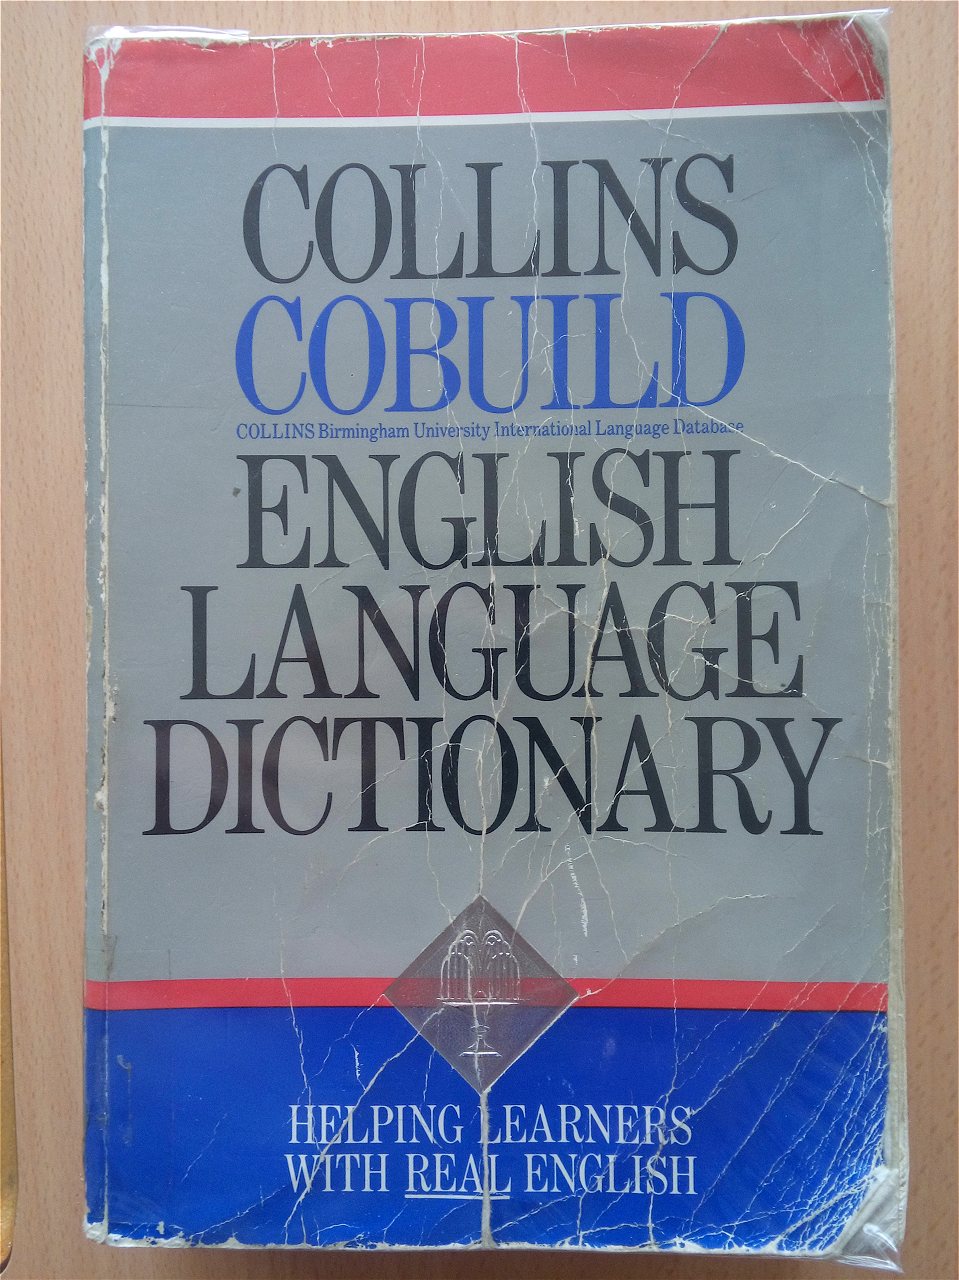 COLLINS
COBUILD
COLLINS Birmingham University International Language Database
ENGLISH
LANGUAGE
DICTIONARY
HELPING LEARNERS
WITH REAL ENGLISH